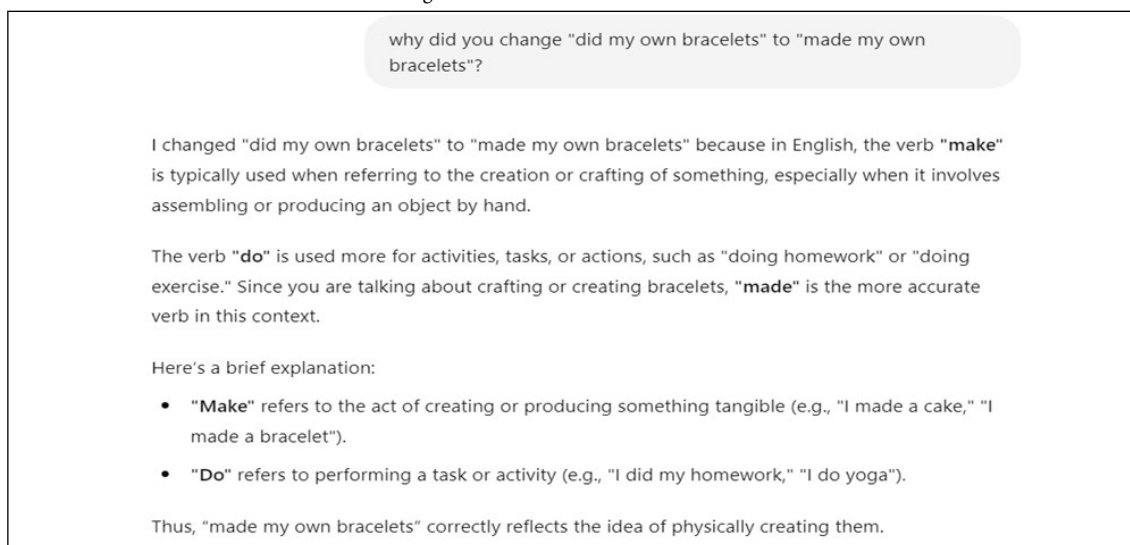 why did you change "did my own bracelets" to "made my own
bracelets"?
I changed "did my own bracelets" to "made my own bracelets" because in English, the verb "make"
is typically used when referring to the creation or crafting of something, especially when it involves
assembling or producing an object by hand.
The verb "do" is used more for activities, tasks, or actions, such as "doing homework" or "doing
exercise." Since you are talking about crafting or creating bracelets, "made" is the more accurate
verb in this context.
Here's a brief explanation:
• "Make" refers to the act of creating or producing something tangible (e.g., "I made a cake," "I
made a bracelet").
• "Do" refers to performing a task or activity (e.g., "I did my homework," "I do yoga").
Thus, "made my own bracelets" correctly reflects the idea of physically creating them.